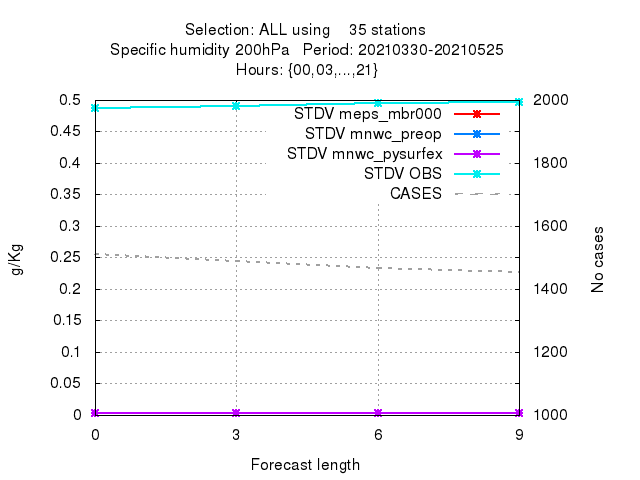 Selection: ALL using 35 stations
Specific humidity 200hPa Period: 20210330-20210525
Hours: {00,03,...,21}
0.5
0.45
0.4
0.35
0.3
0.25
0.2
0.15
0.1
0.05
0
2000
1800
1600
1400
1200
1000
STDV meps_mbr000
STDV mnwc_preop
STDV mnwc_pysurfex
STDV OBS
CASES
g/Kg
No cases
0 3 6 9
Forecast length